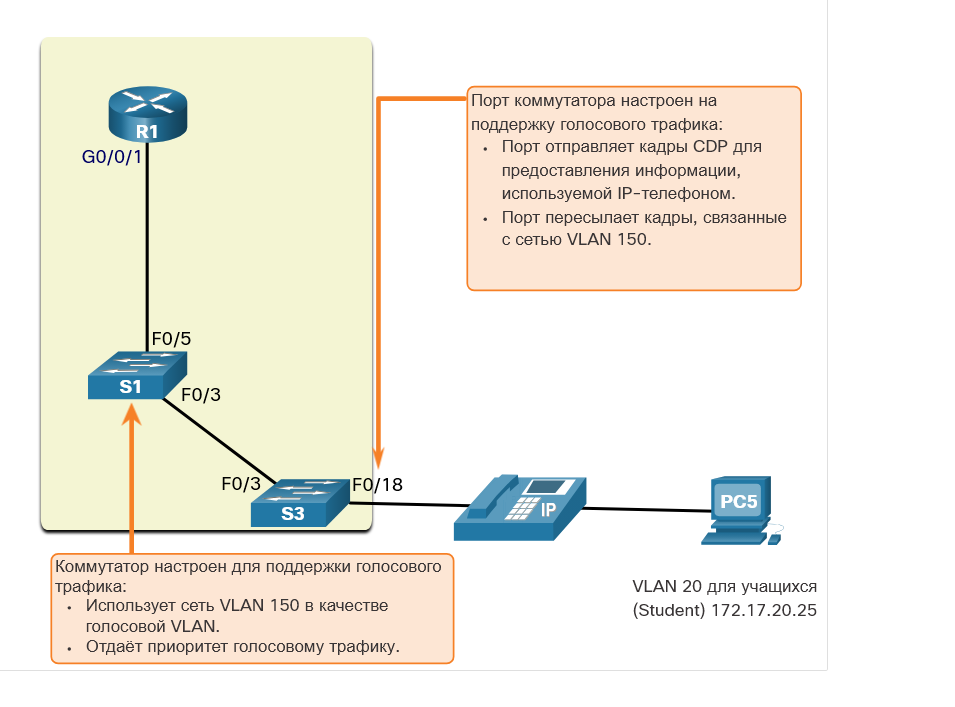 Порт коммутатора настроен на
поддержку голосового трафика:
• Порт отправляет кадры CDP для
предоставления информации,
используемой IP-телефоном.
• Порт пересылает кадры, связанные
с сетью VLAN 150.
R1
G0/0/1
F0/5
S1
F0/3
F0/3
F0/18
S3
IP
PC5
Коммутатор настроен для поддержки голосового
трафика:
• Использует сеть VLAN 150 в качестве
голосовой VLAN.
• Отдаёт приоритет голосовому трафику.
VLAN 20 для учащихся
(Student) 172.17.20.25